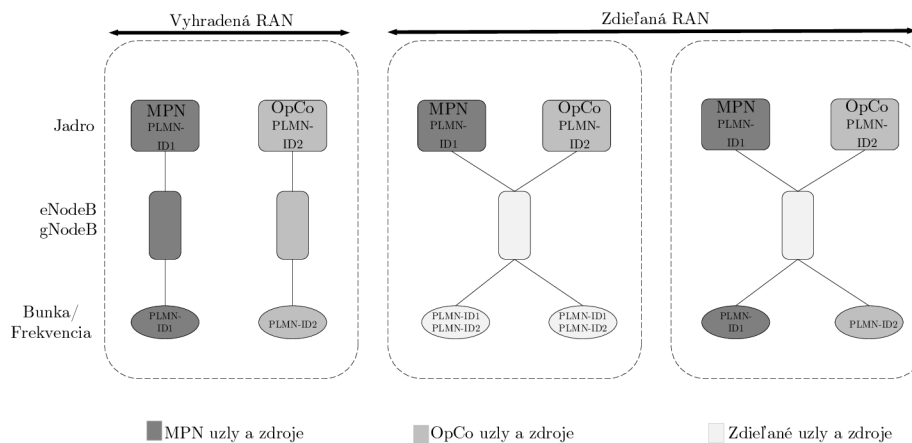 Vyhradená RAN
Zdieľaná RAN
Jadro
MPN
PLMN-
ID1
OpCo
PLMN-
ID2
MPN
PLMN-
ID1
OpCo
PLMN-
ID2
MPN
PLMN-
ID1
OpCo
PLMN-
ID2
eNodeB
gNodeB
Bunka/
Frekvencia
PLMN-
ID1
PLMN-ID2
PLMN-ID1
PLMN-ID2
PLMN-ID1
PLMN-ID2
PLMN-
ID1
PLMN-ID2
MPN uzly a zdroje
OpCo uzly a zdroje
Zdieľané uzly a zdroje